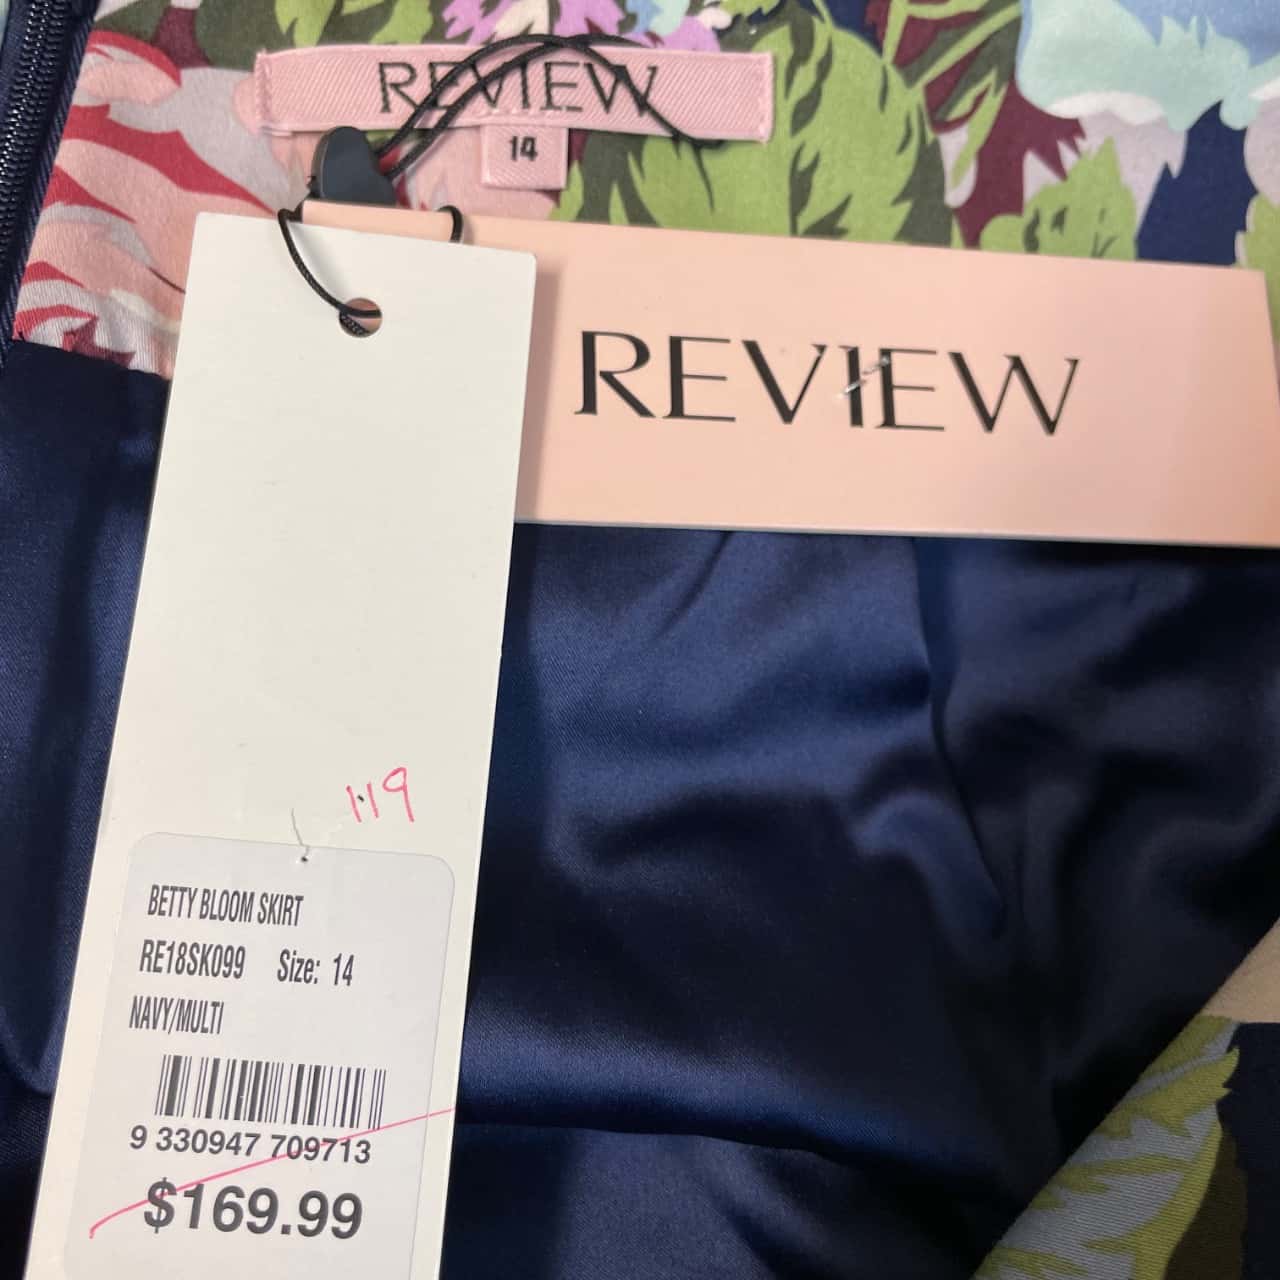 REVIEW
14
REVIEW
119
BETTY BLOOM SKIRT
RE18SK099 Size: 14
NAVY/MULTI
9 330947 709713
$169.99